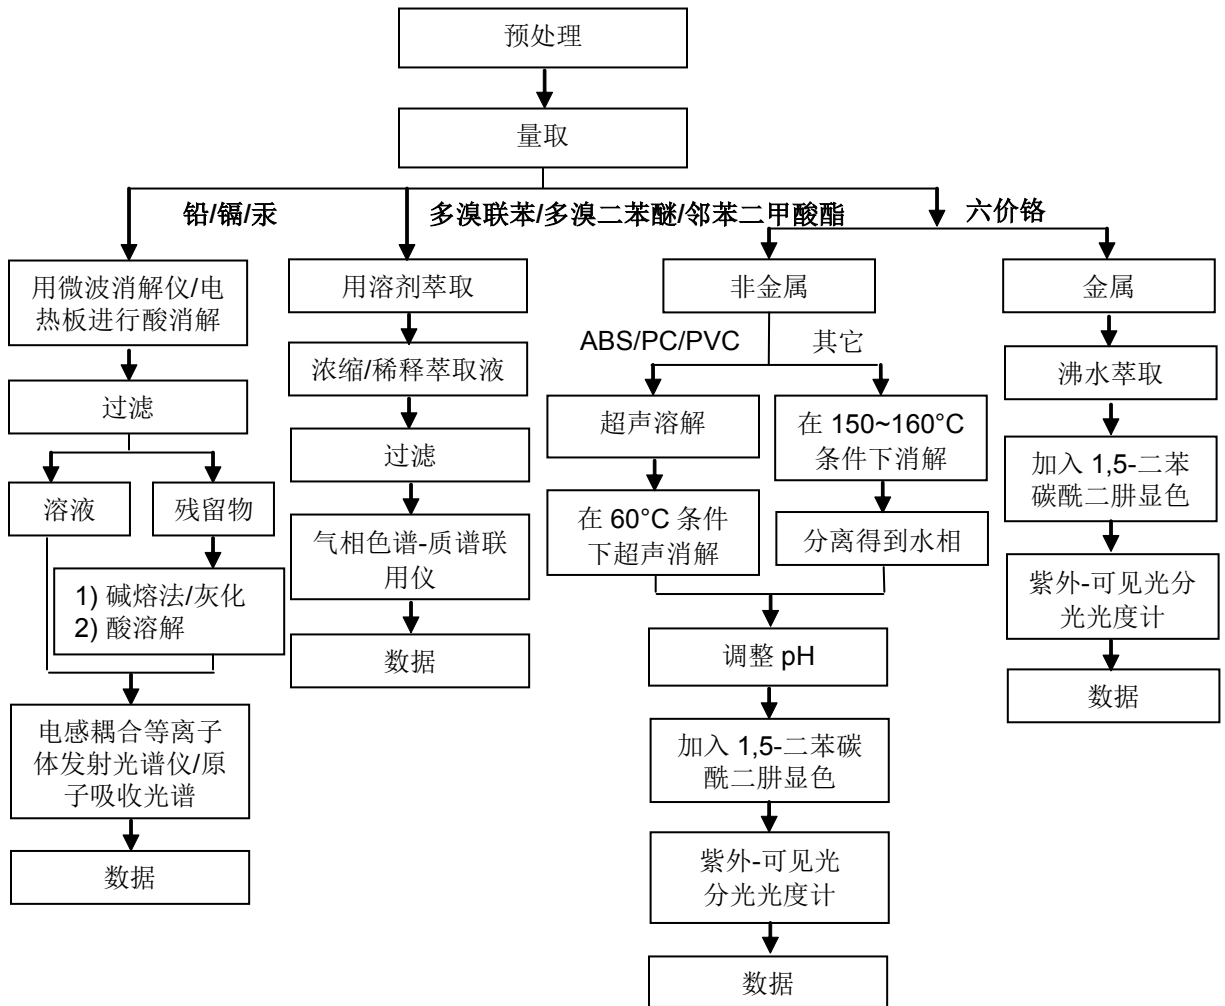 预处理
量取
铅/镉/汞
多溴联苯/多溴二苯醚/邻苯二甲酸酯
六价铬
用微波消解仪/电
热板进行酸消解
过滤
溶液
残留物
1) 碱熔法/灰化
2) 酸溶解
电感耦合等离子
体发射光谱仪/原
子吸收光谱
数据
用溶剂萃取
浓缩/稀释萃取液
过滤
气相色谱-质谱联
用仪
数据
非金属
ABS/PC/PVC
其它
超声溶解
在 60°C 条件
下超声消解
在 150~160°C
条件下消解
分离得到水相
调整 pH
加入 1,5-二苯碳
酰二肼显色
紫外-可见光
分光光度计
数据
金属
沸水萃取
加入 1,5-二苯
碳酰二肼显色
紫外-可见光分
光光度计
数据